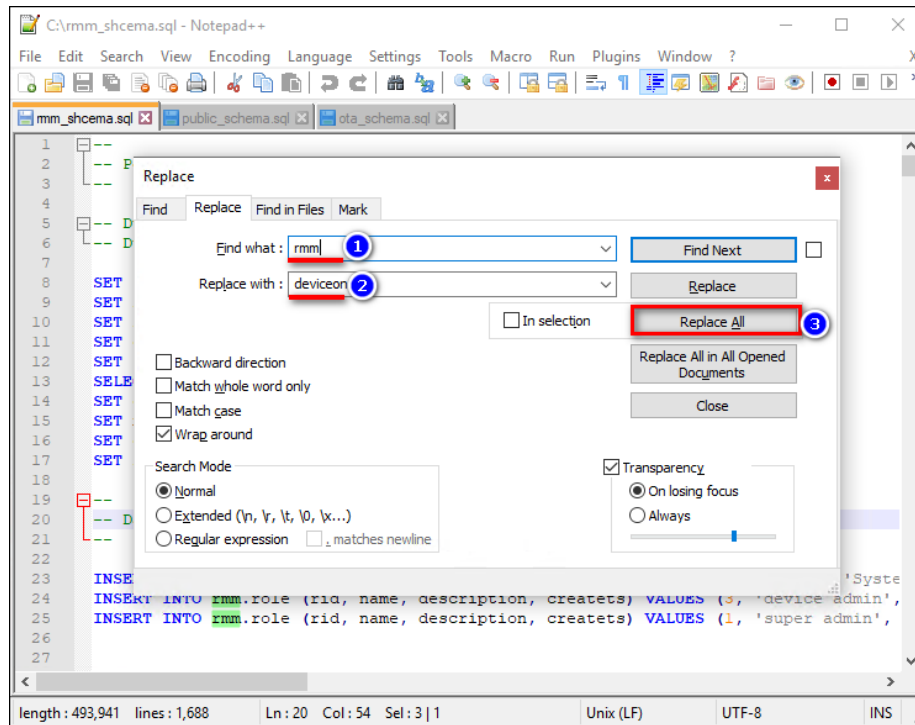 C:\rmm_shcema.sql - Notepad++
File Edit Search View Encoding Language Settings Tools Macro Run Plugins Window ? X
rmm_shcema.sql public_schema.sql ota_schema.sql
1 --
2 -- P
3 --
4
5 -- D
6 -- D
7
8 SET
9 SET
10 SET
11 SET
12 SET
13 SELE
14 SET
15 SET
16 SET
17 SET
18
19 --
20 -- D
21 --
22
23 INSE 'Syste
24 INSERT INTO rmm.role (rid, name, description, createts) VALUES (3, 'device admin',
25 INSERT INTO rmm.role (rid, name, description, createts) VALUES (1, 'super admin',
26
27
Replace x
Find Replace Find in Files Mark
Find what : rmm 1 Find Next
Replace with : deviceon 2 Replace
In selection Replace All 3
Replace All in All Opened
Documents
Close
Backward direction
Match whole word only
Match case
Wrap around
Search Mode
Normal
Extended (\n, \r, \t, \0, \x...)
Regular expression . matches newline
Transparency
On losing focus
Always
length : 493,941 lines : 1,688 Ln : 20 Col : 54 Sel : 3 | 1 Unix (LF) UTF-8 INS